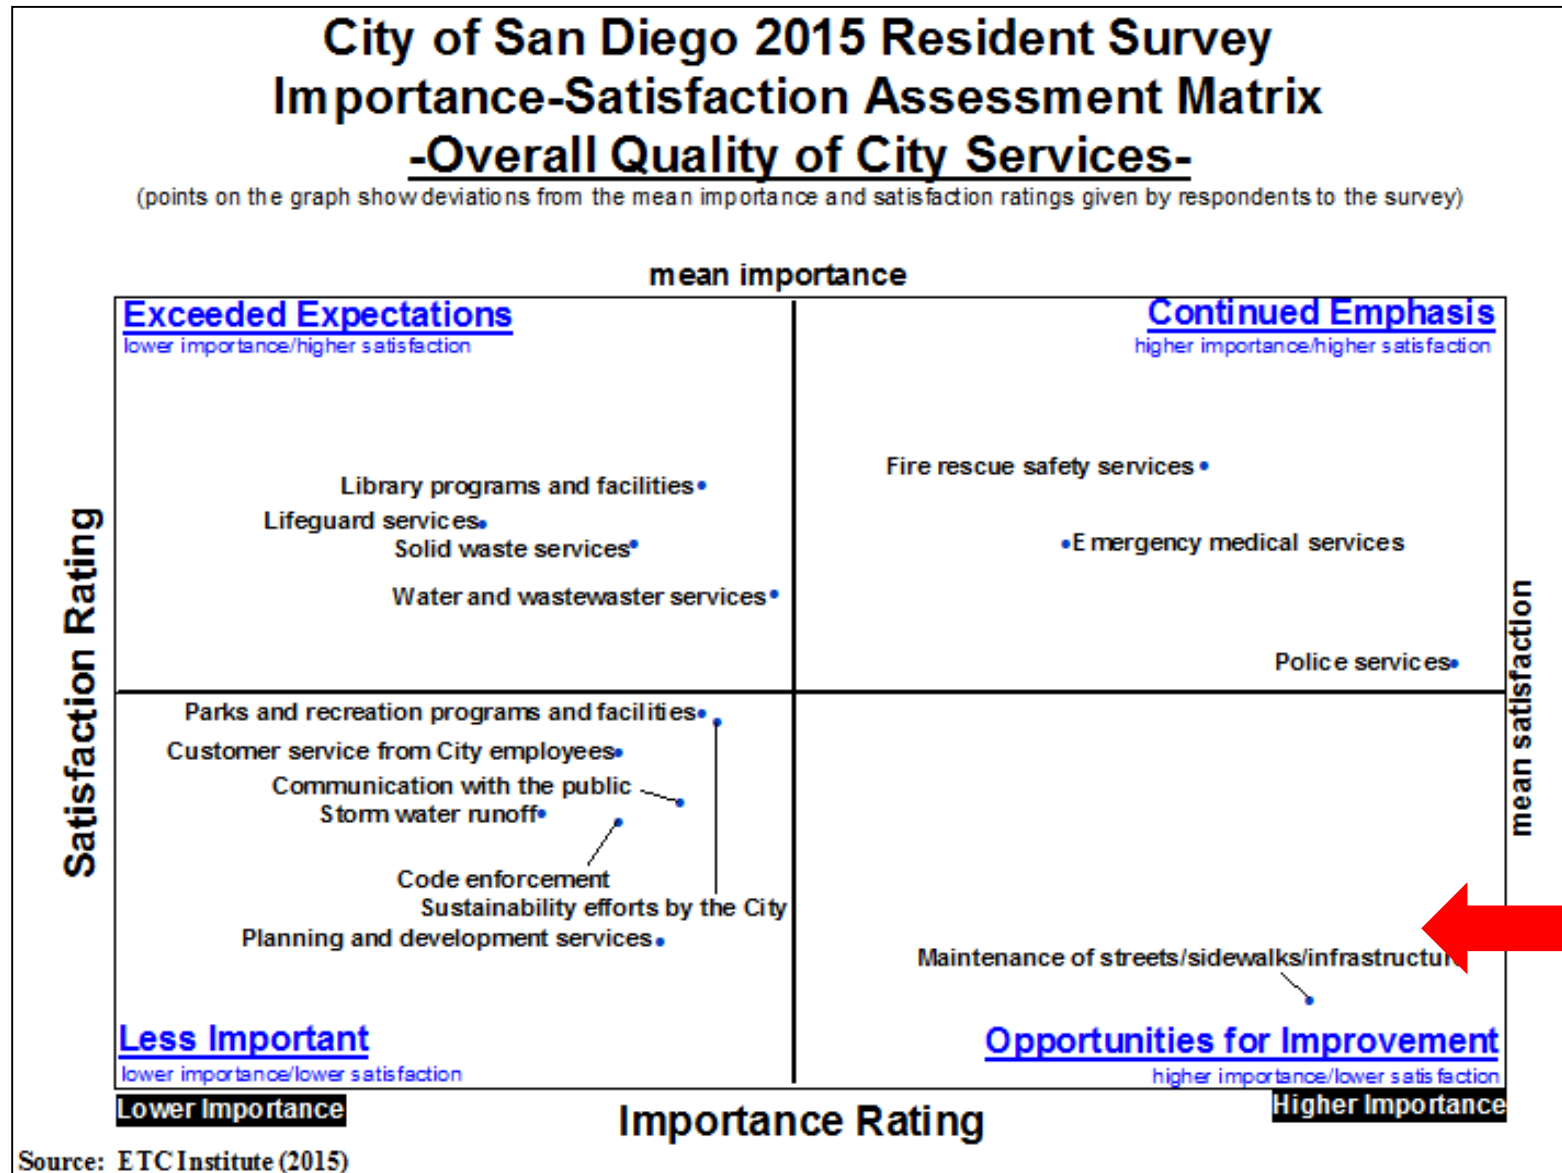 City of San Diego 2015 Resident Survey
Importance-Satisfaction Assessment Matrix
-Overall Quality of City Services-
(points on the graph show deviations from the mean importance and satisfaction ratings given by respondents to the survey)
mean importance
Exceeded Expectations
lower importance/higher satisfaction
Continued Emphasis
higher importance/higher satisfaction
Fire rescue safety services
Library programs and facilities
Lifeguard services
Solid waste services
Emergency medical services
Water and wastewaster services
Police services
Satisfaction Rating
mean satisfaction
Parks and recreation programs and facilities
Customer service from City employees
Communication with the public
Storm water runoff
Code enforcement
Sustainability efforts by the City
Planning and development services
Maintenance of streets/sidewalks/infrastructure
Less Important
lower importance/lower satisfaction
Opportunities for Improvement
higher importance/lower satisfaction
Lower Importance
Importance Rating
Higher Importance
Source: ETC Institute (2015)